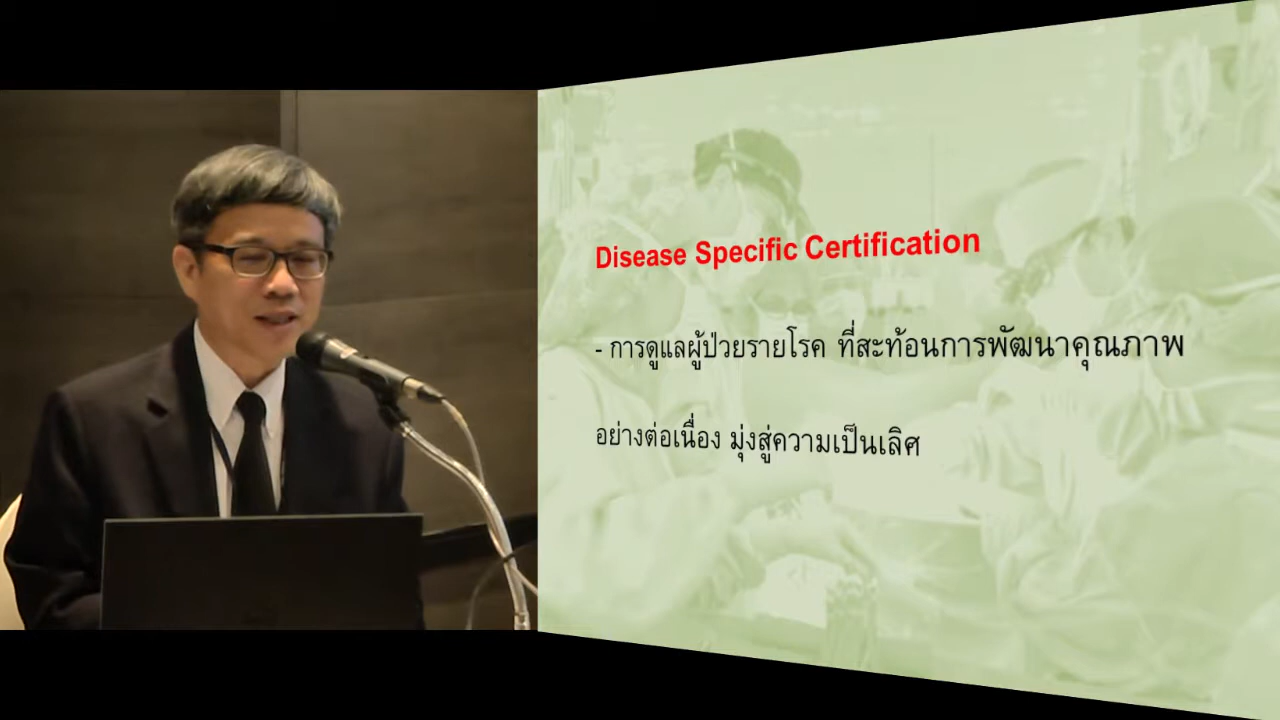 Disease Specific Certification
- การดูแลผู้ป่วยรายโรค ที่สะท้อนการพัฒนาคุณภาพ
อย่างต่อเนื่อง มุ่งสู่ความเป็นเลิศ